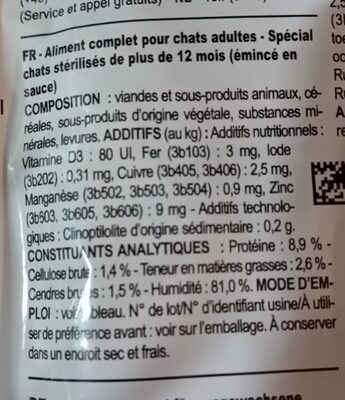 (Service et appel gratuits)
FR - Aliment complet pour chats adultes - Spécial
chats stérilisés de plus de 12 mois (émincé en
sauce)
COMPOSITION : viandes et sous-produits animaux, cé-
réales, sous-produits d'origine végétale, substances mi-
nérales, levures. ADDITIFS (au kg) : Additifs nutritionnels :
Vitamine D3 : 80 UI, Fer (3b103) : 3 mg, Iode
(3b202) : 0,31 mg, Cuivre (3b405, 3b406) : 2,5 mg,
Manganèse (3b502, 3b503, 3b504) : 0,9 mg, Zinc
(3b603, 3b605, 3b606) : 9 mg - Additifs technolo-
giques : Clinoptilolite d'origine sédimentaire : 0,2 g.
CONSTITUANTS ANALYTIQUES : Protéine : 8,9 % -
Cellulose brute : 1,4 % - Teneur en matières grasses : 2,6 % -
Cendres brutes : 1,5 % - Humidité : 81,0 %. MODE D'EM-
PLOI : voir tableau. N° de lot/N° d'identifiant usine/À utili-
ser de préférence avant : voir sur l'emballage. À conserver
dans un endroit sec et frais.